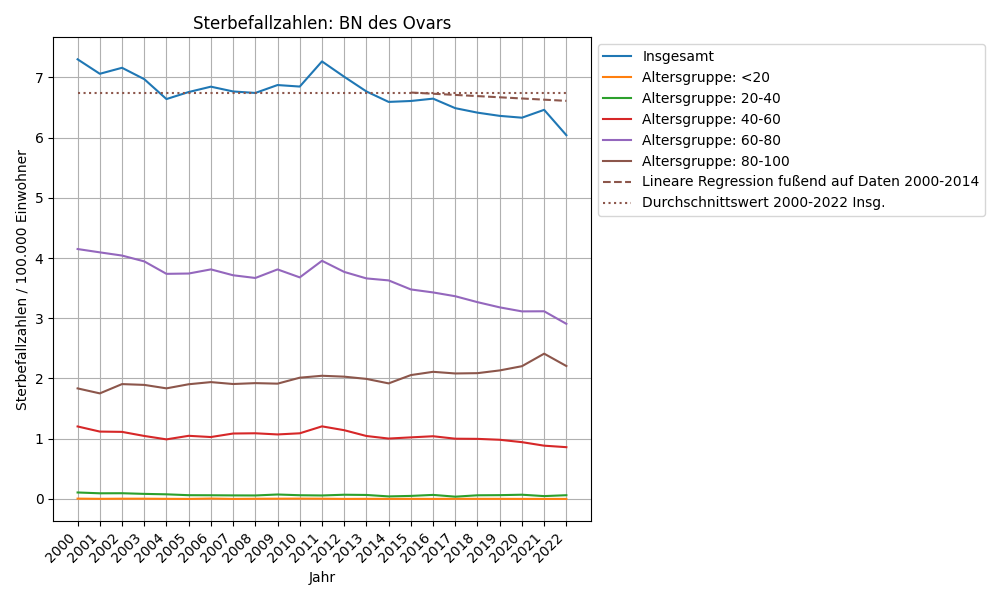 Sterbefallzahlen: BN des Ovars
Sterbefallzahlen / 100.000 Einwohner
7
6
5
4
3
2
1
0
2000
2001
2002
2003
2004
2005
2006
2007
2008
2009
2010
2011
2012
2013
2014
2015
2016
2017
2018
2019
2020
2021
2022
Jahr
Insgesamt
Altersgruppe: <20
Altersgruppe: 20-40
Altersgruppe: 40-60
Altersgruppe: 60-80
Altersgruppe: 80-100
Lineare Regression fußend auf Daten 2000-2014
Durchschnittswert 2000-2022 Insg.